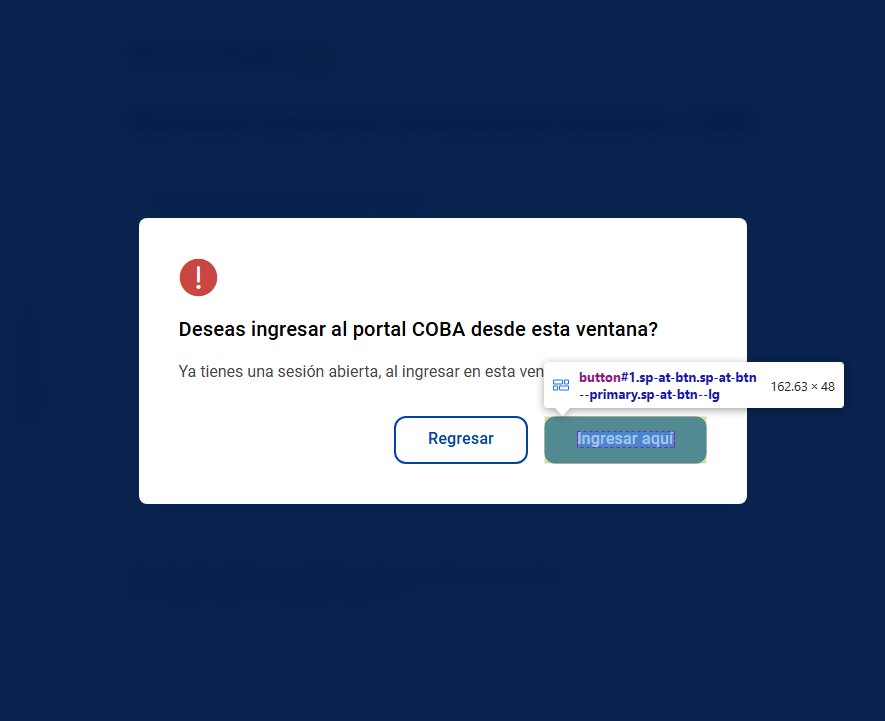 Deseas ingresar al portal COBA desde esta ventana?
Ya tienes una sesión abierta, al ingresar en esta ven
button#1.sp-at-btn.sp-at-btn
--primary.sp-at-btn--lg
162.63 × 48
Regresar
Ingresar aquí